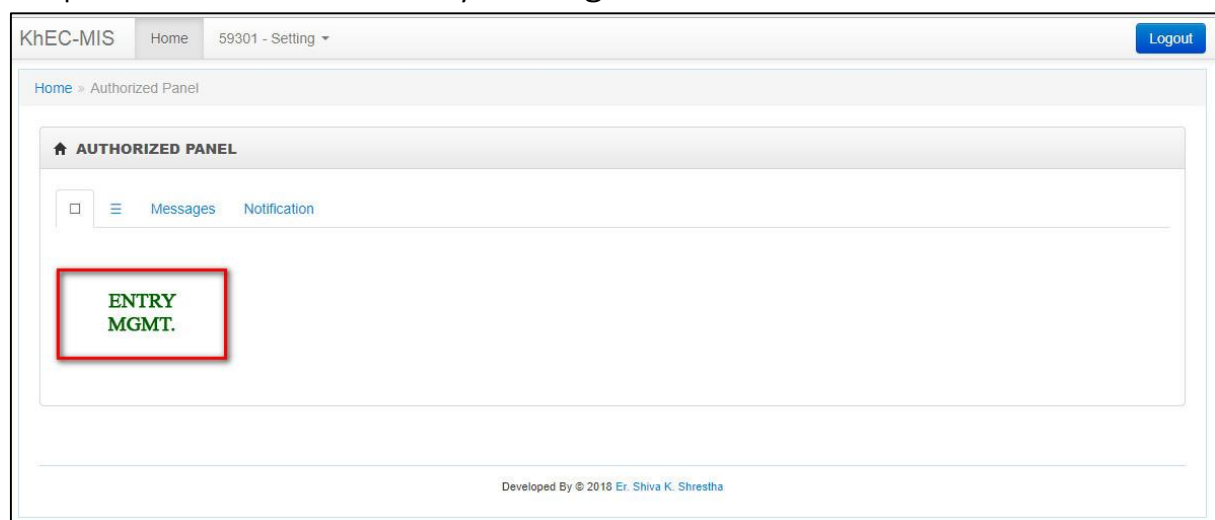 KhEC-MIS Home 59301 - Setting Logout
Home » Authorized Panel
AUTHORIZED PANEL
Messages Notification
ENTRY
MGMT.
Developed By © 2018 Er. Shiva K. Shrestha